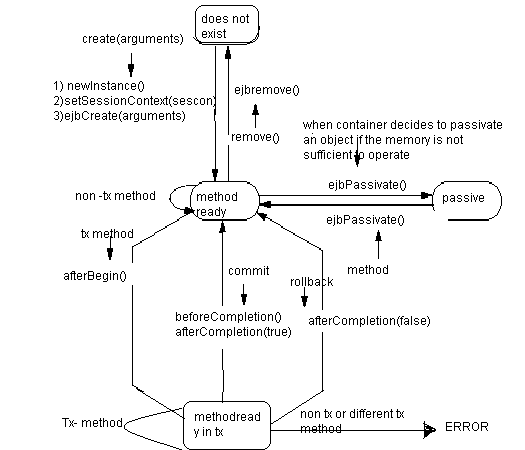 does not
exist
create(arguments)
1) newInstance()
2)setSessionContext(sescon)
3)ejbCreate(arguments)
ejbremove()
remove()
when container decides to passivate
an object if the memory is not
sufficient to operate
non -tx method
method
ready
ejbPassivate()
passive
ejbPassivate()
method
tx method
afterBegin()
commit
beforeCompletion()
afterCompletion(true)
rollback
afterCompletion(false)
Tx- method
methodread
y in tx
non tx or different tx
method
ERROR